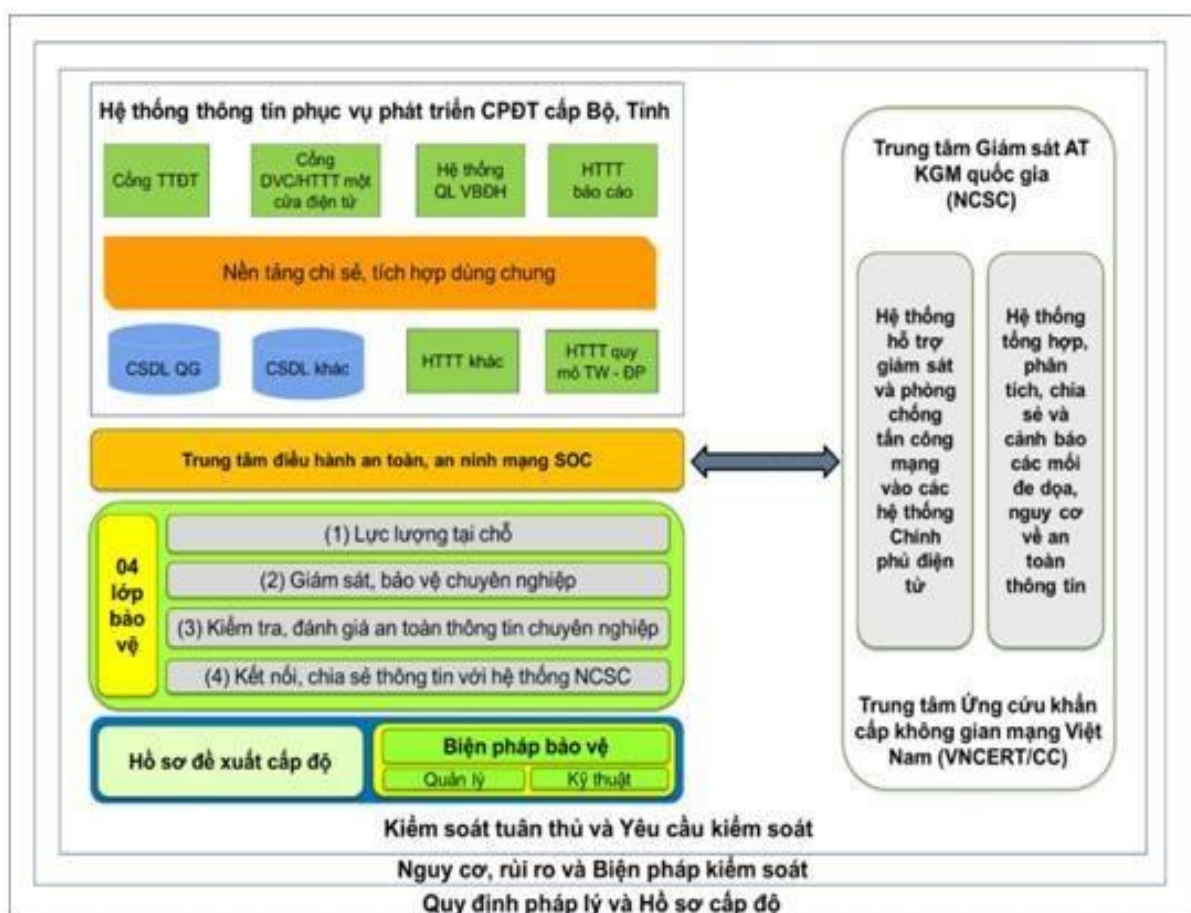 Hệ thống thông tin phục vụ phát triển CPĐT cấp Bộ, Tỉnh
Cổng TTĐT
Cổng
DVC/HTTT một
cửa điện tử
Hệ thống
QL VBĐH
HTTT
báo cáo
Nền tảng chi sẻ, tích hợp dùng chung
CSDL QG
CSDL khác
HTTT khác
HTTT quy
mô TW - ĐP
Trung tâm điều hành an toàn, an ninh mạng SOC
04
lớp
bảo
vệ
(1) Lực lượng tại chỗ
(2) Giám sát, bảo vệ chuyên nghiệp
(3) Kiểm tra, đánh giá an toàn thông tin chuyên nghiệp
(4) Kết nối, chia sẻ thông tin với hệ thống NCSC
Hồ sơ đề xuất cấp độ
Biện pháp bảo vệ
Quản lý
Kỹ thuật
Trung tâm Giám sát AT
KGM quốc gia
(NCSC)
Hệ thống
hỗ trợ
giám sát
và phòng
chống
tấn công
mạng
vào các
hệ thống
Chính
phủ điện
tử
Hệ thống
tổng hợp,
phân
tích, chia
sẻ và
cảnh báo
các mối
đe dọa,
nguy cơ
về an
toàn
thông tin
Trung tâm Ứng cứu khẩn
cấp không gian mạng Việt
Nam (VNCERT/CC)
Kiểm soát tuân thủ và Yêu cầu kiểm soát
Nguy cơ, rủi ro và Biện pháp kiểm soát
Quy định pháp lý và Hồ sơ cấp độ